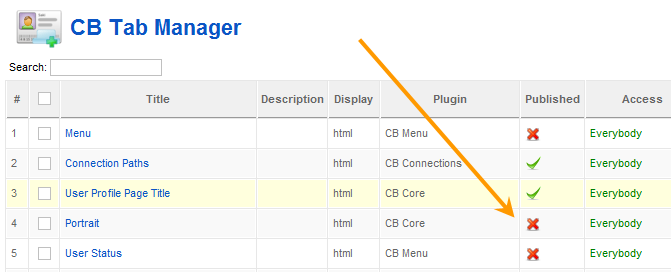 CB Tab Manager
Search:
# Title Description Display Plugin Published Access
1 Menu html CB Menu Everybody
2 Connection Paths html CB Connections Everybody
3 User Profile Page Title html CB Core Everybody
4 Portrait html CB Core Everybody
5 User Status html CB Menu Everybody